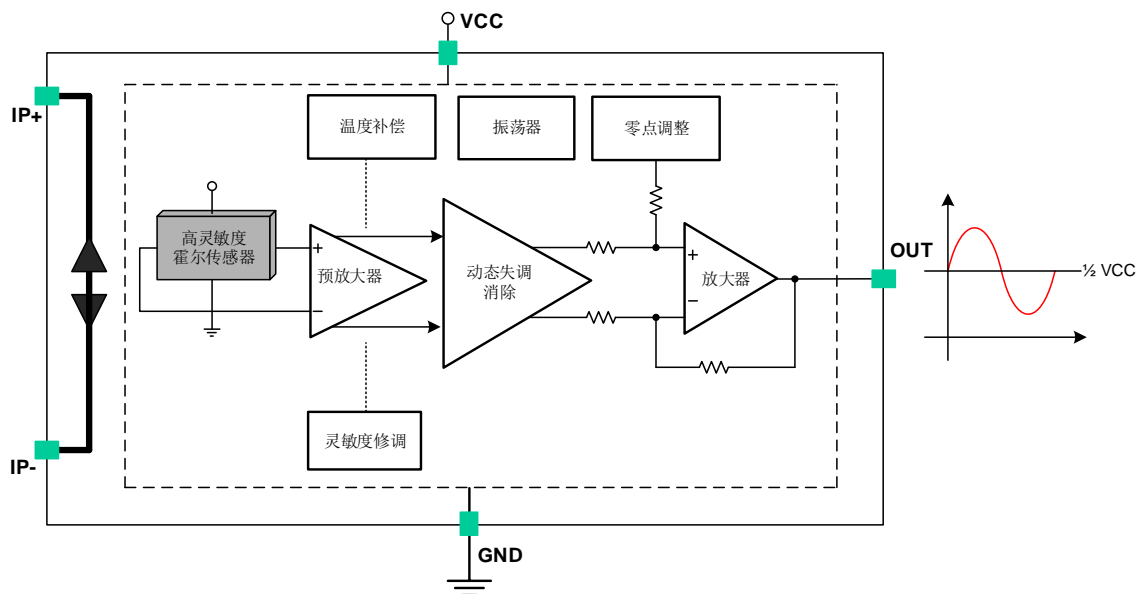 VCC
IP+
温度补偿
振荡器
零点调整
高灵敏度
霍尔传感器
+
−
预放大器
动态失调
消除
+
−
放大器
OUT
½ VCC
灵敏度修调
IP-
GND